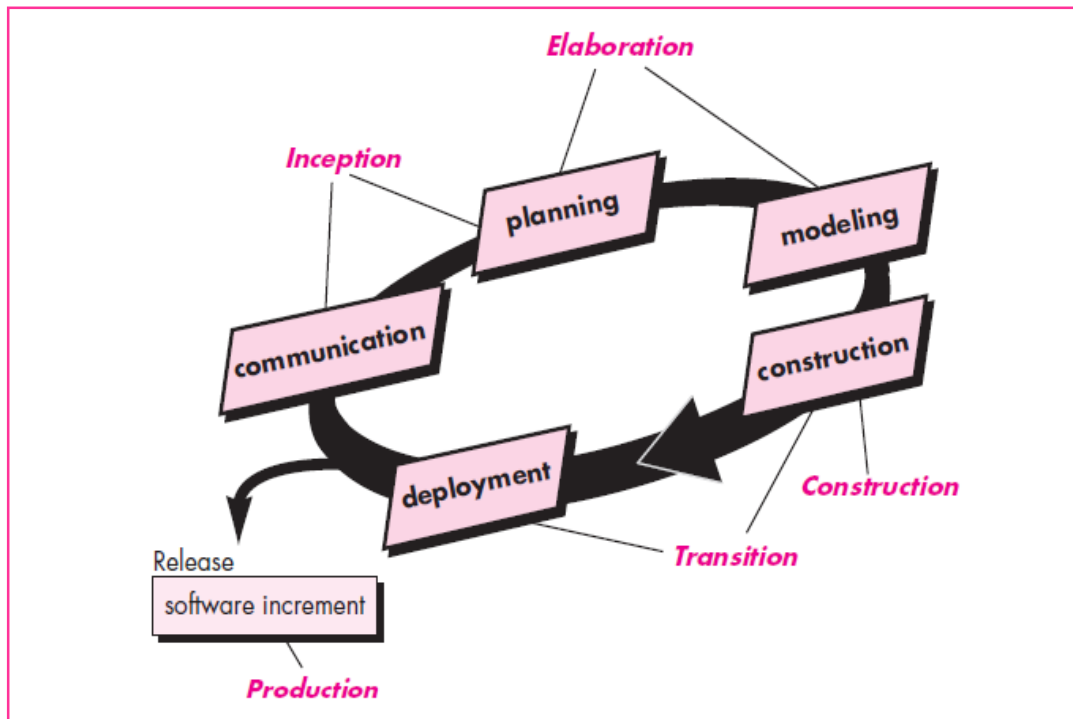 Elaboration
Inception
planning
modeling
communication
construction
deployment
Construction
Transition
Release
software increment
Production